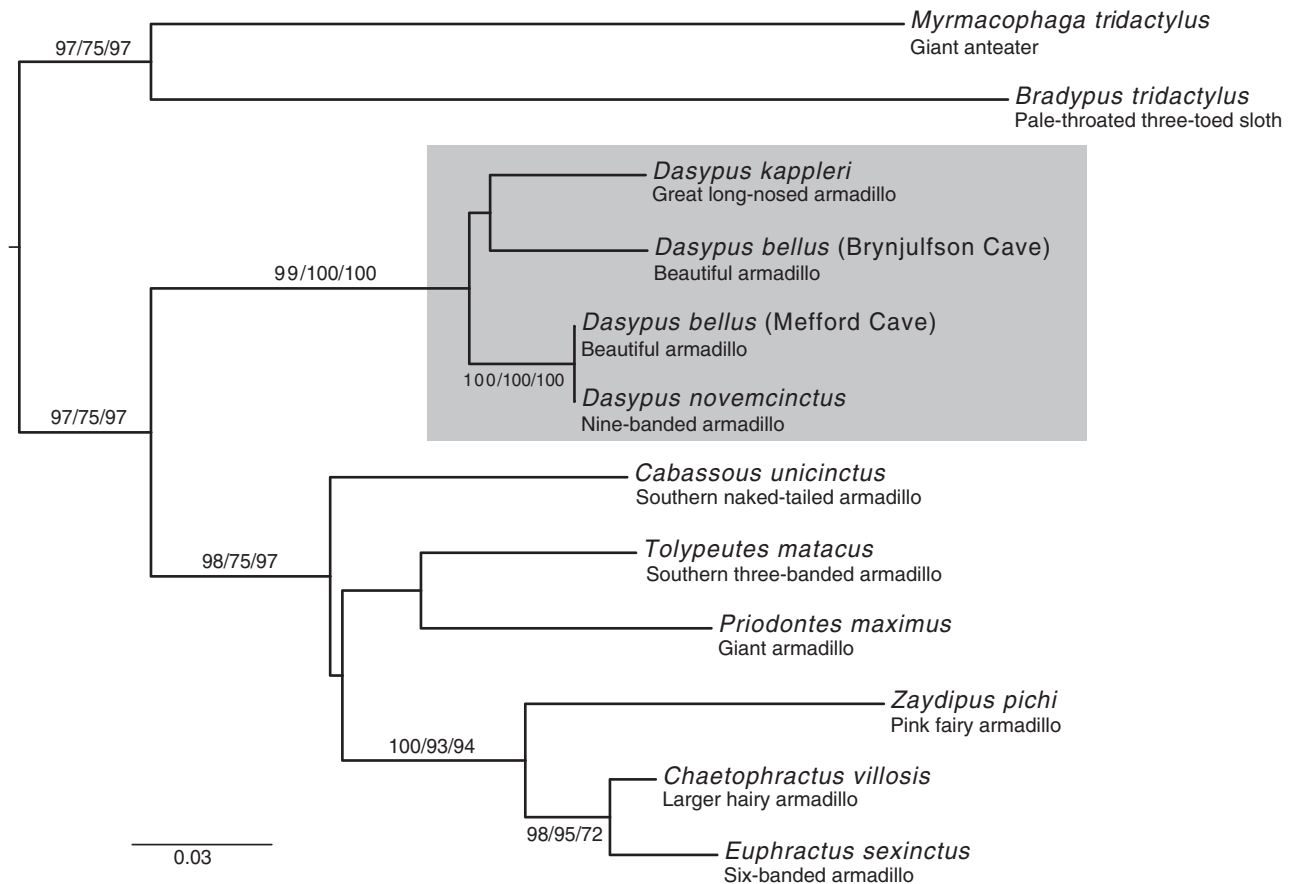 Myrmacophaga tridactylus
Giant anteater
97/75/97
Bradypus tridactylus
Pale-throated three-toed sloth
Dasypus kappleri
Great long-nosed armadillo
Dasypus bellus (Brynjulfson Cave)
Beautiful armadillo
99/100/100
Dasypus bellus (Mefford Cave)
Beautiful armadillo
100/100/100
Dasypus novemcinctus
Nine-banded armadillo
97/75/97
Cabassous unicinctus
Southern naked-tailed armadillo
98/75/97
Tolypeutes matacus
Southern three-banded armadillo
Priodontes maximus
Giant armadillo
Zaydipus pichi
Pink fairy armadillo
100/93/94
Chaetophractus villosis
Larger hairy armadillo
98/95/72
Euphractus sexinctus
Six-banded armadillo
0.03